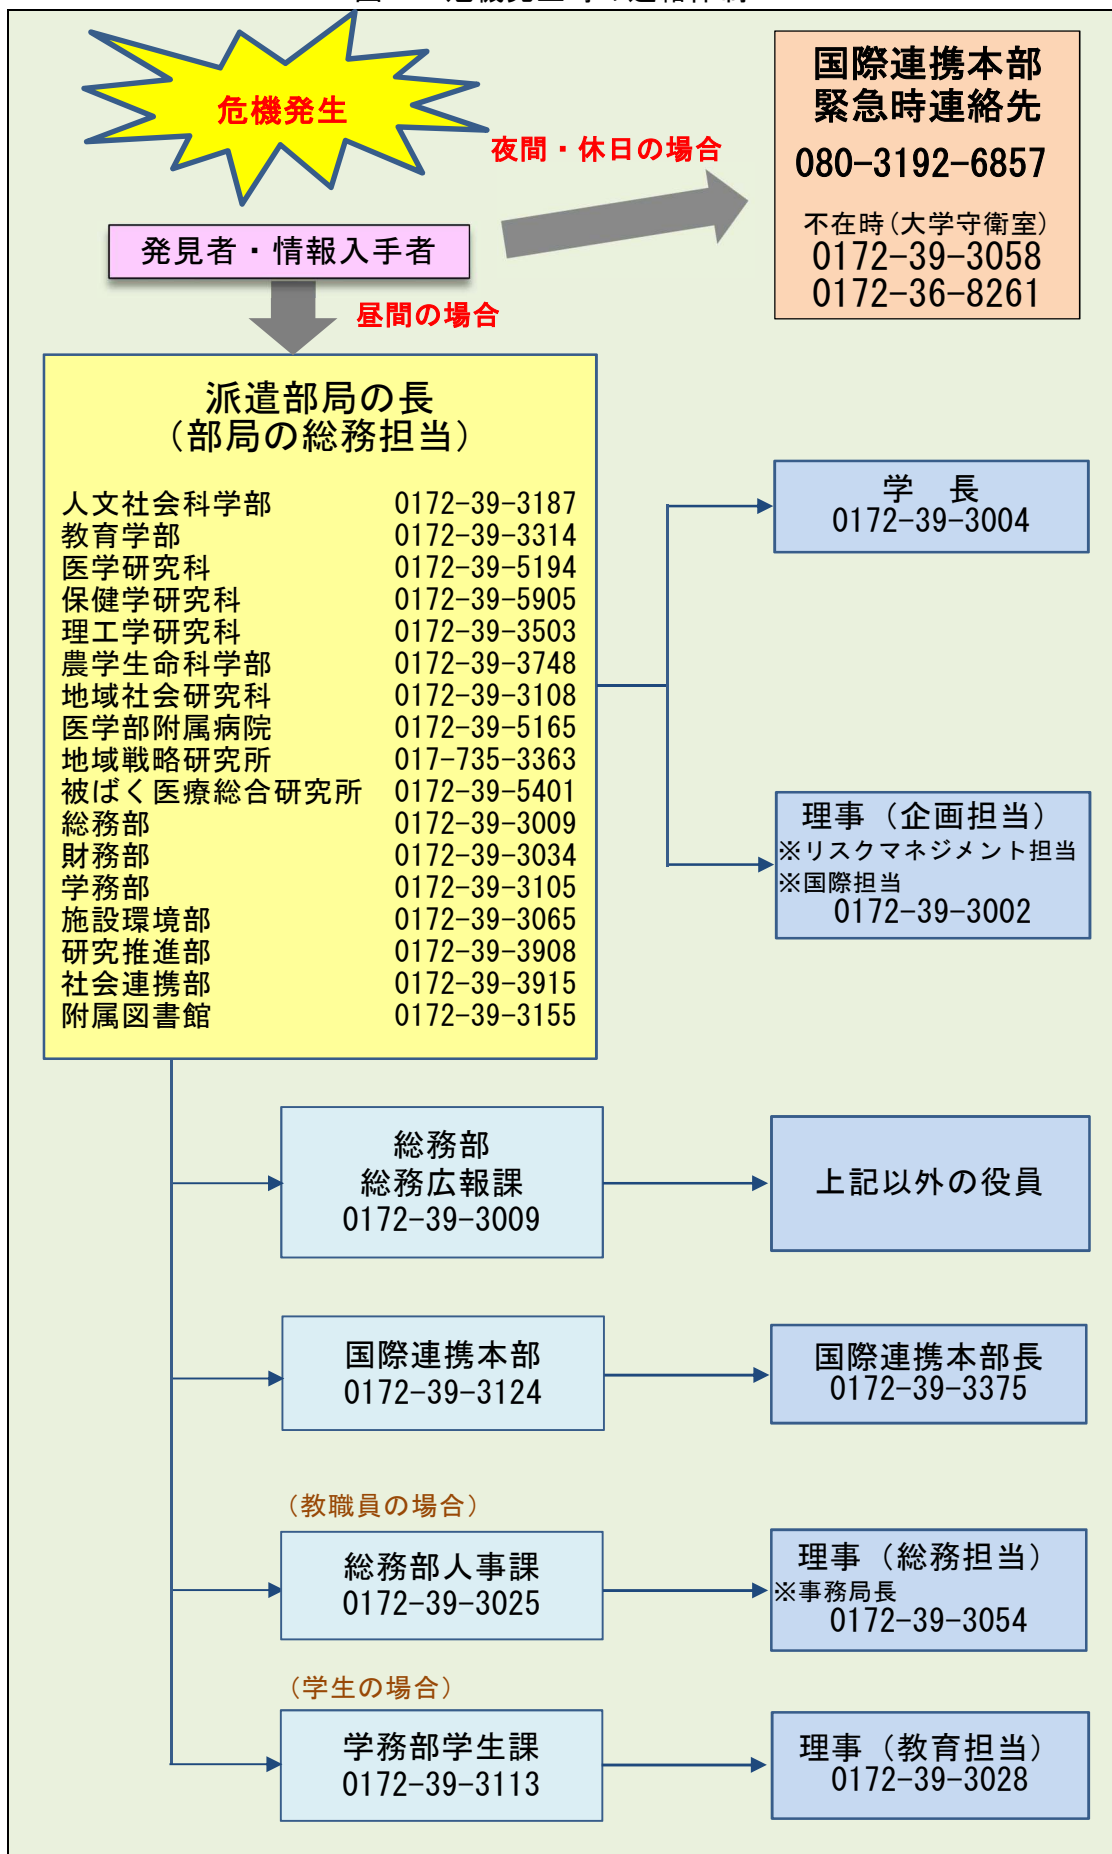 危機発生
夜間・休日の場合
国際連携本部
緊急時連絡先
080-3192-6857
不在時(大学守衛室)
0172-39-3058
0172-36-8261
発見者・情報入手者
昼間の場合
派遣部局の長
（部局の総務担当）
人文社会科学部 0172-39-3187
教育学部 0172-39-3314
医学研究科 0172-39-5194
保健学研究科 0172-39-5905
理工学研究科 0172-39-3503
農学生命科学部 0172-39-3748
地域社会研究科 0172-39-3108
医学部附属病院 0172-39-5165
地域戦略研究所 017-735-3363
被ばく医療総合研究所 0172-39-5401
総務部 0172-39-3009
財務部 0172-39-3034
学務部 0172-39-3105
施設環境部 0172-39-3065
研究推進部 0172-39-3908
社会連携部 0172-39-3915
附属図書館 0172-39-3155
学　長
0172-39-3004
理事（企画担当）
※リスクマネジメント担当
※国際担当
0172-39-3002
総務部
総務広報課
0172-39-3009
上記以外の役員
国際連携本部
0172-39-3124
国際連携本部長
0172-39-3375
（教職員の場合）
総務部人事課
0172-39-3025
理事（総務担当）
※事務局長
0172-39-3054
（学生の場合）
学務部学生課
0172-39-3113
理事（教育担当）
0172-39-3028